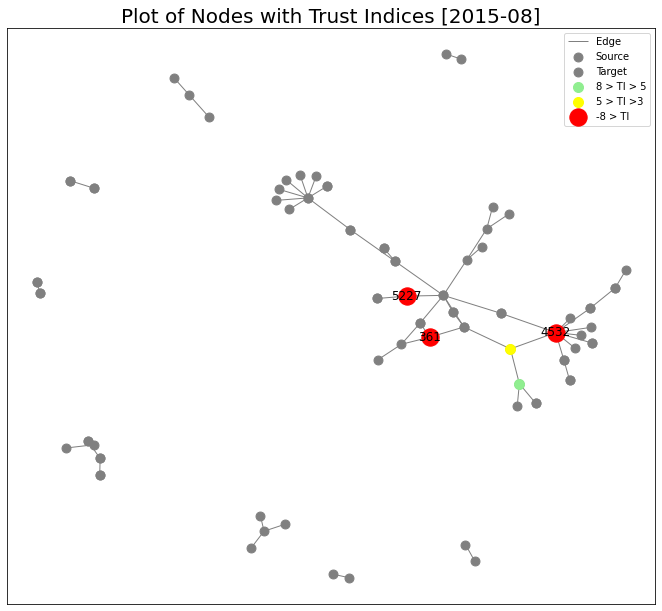 Plot of Nodes with Trust Indices [2015-08]
Edge
Source
Target
8 > TI > 5
5 > TI >3
-8 > TI
5227
4532
361